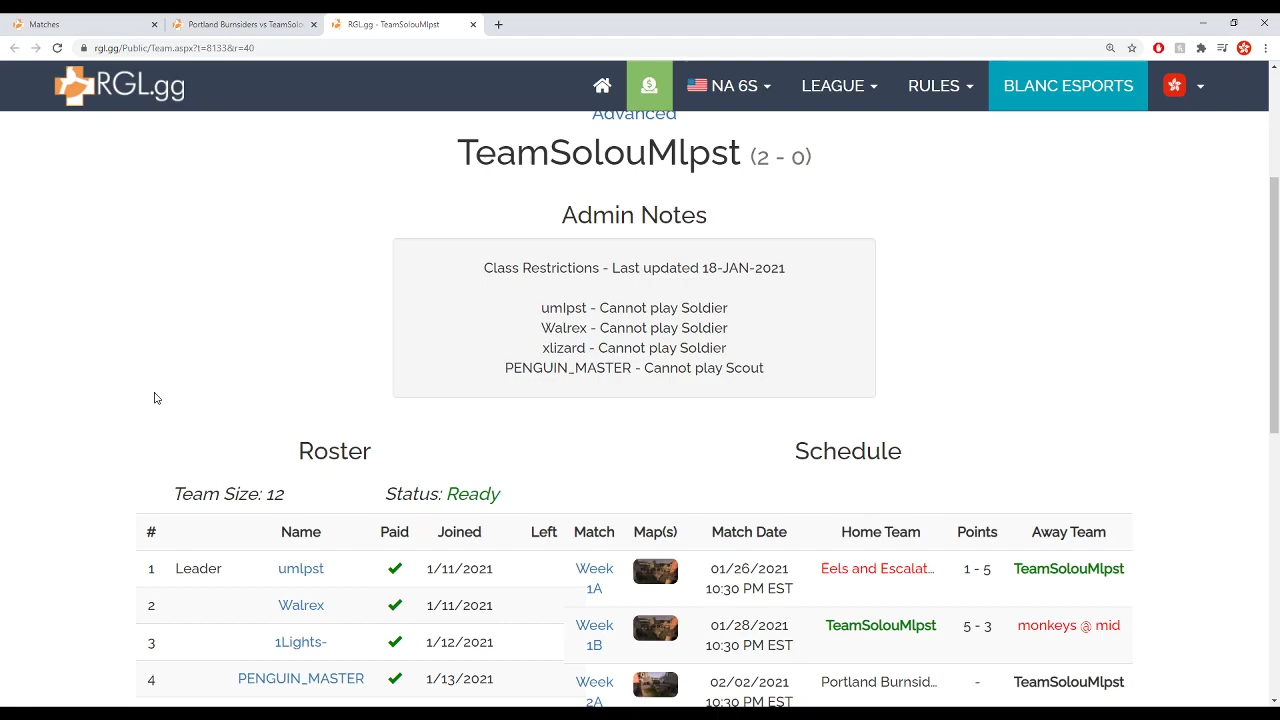 Matches
Portland Burnsiders vs TeamSolo
RGL.gg - TeamSolouMlpst
rgl.gg/Public/Team.aspx?t=8133&r=40
RGL.gg
NA 6S
LEAGUE
RULES
BLANC ESPORTS
Advanced
TeamSolouMlpst (2 - 0)
Admin Notes
Class Restrictions - Last updated 18-JAN-2021
umlpst - Cannot play Soldier
Walrex - Cannot play Soldier
xlizard - Cannot play Soldier
PENGUIN_MASTER - Cannot play Scout
Roster
Team Size: 12 Status: Ready
# Name Paid Joined Left
1 Leader umlpst 1/11/2021
2 Walrex 1/11/2021
3 1Lights- 1/12/2021
4 PENGUIN_MASTER 1/13/2021
Schedule
Match Map(s) Match Date Home Team Points Away Team
Week 1A 01/26/2021 10:30 PM EST Eels and Escalat... 1 - 5 TeamSolouMlpst
Week 1B 01/28/2021 10:30 PM EST TeamSolouMlpst 5 - 3 monkeys @ mid
Week 2A 02/02/2021 10:30 PM EST Portland Burnsid... - TeamSolouMlpst